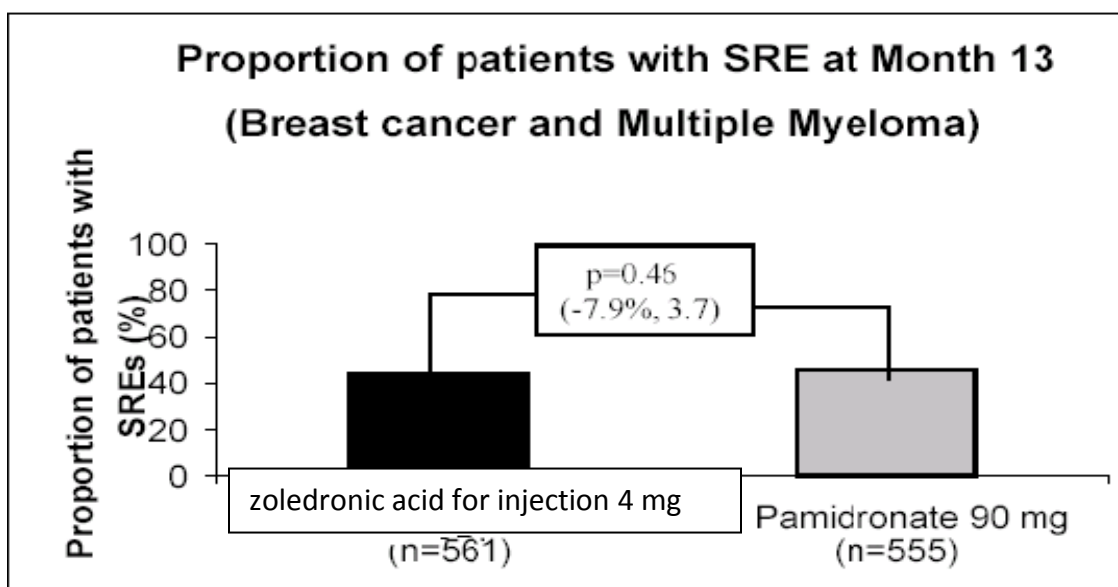 Proportion of patients with SRE at Month 13
(Breast cancer and Multiple Myeloma)
Proportion of patients with
SREs (%)
100
80
60
40
20
0
p=0.46
(-7.9%, 3.7)
zoledronic acid for injection 4 mg
(n=561)
Pamidronate 90 mg
(n=555)